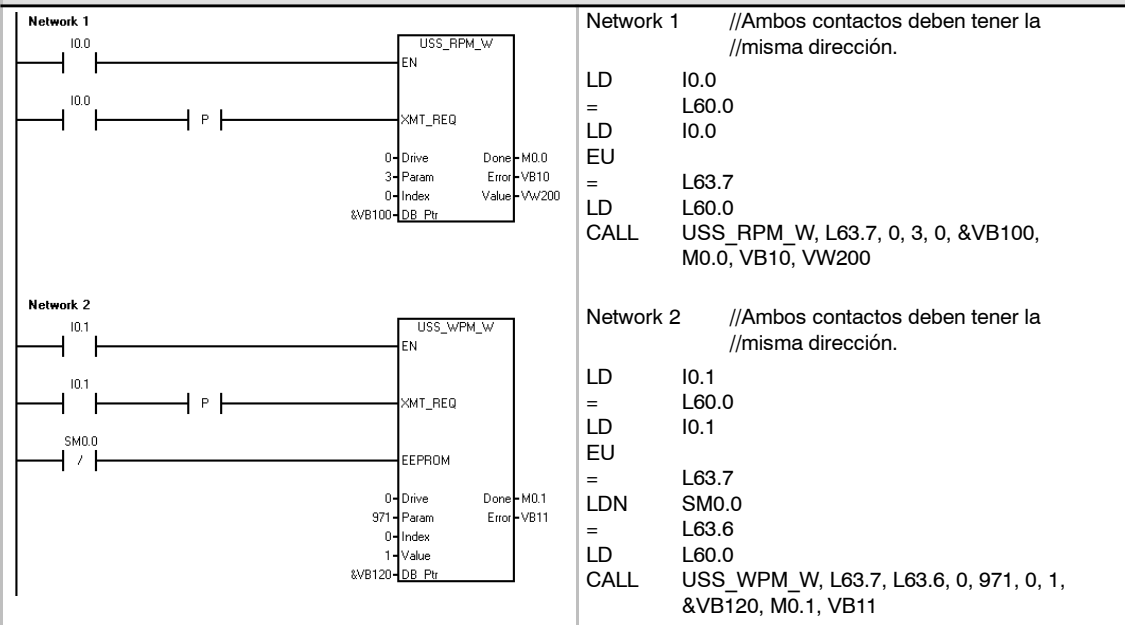 Network 1
I0.0
USS_RPM_W
EN
I0.0
P
XMT_REQ
0 Drive Done M0.0
3 Param Error VB10
0 Index Value VW200
&VB100 DB_Ptr
Network 2
I0.1
USS_WPM_W
EN
I0.1
P
XMT_REQ
SM0.0
/
EEPROM
0 Drive Done M0.1
971 Param Error VB11
0 Index
1 Value
&VB120 DB_Ptr
Network 1 //Ambos contactos deben tener la
//misma dirección.
LD I0.0
= L60.0
LD I0.0
EU
= L63.7
LD L60.0
CALL USS_RPM_W, L63.7, 0, 3, 0, &VB100,
M0.0, VB10, VW200
Network 2 //Ambos contactos deben tener la
//misma dirección.
LD I0.1
= L60.0
LD I0.1
EU
= L63.7
LDN SM0.0
= L63.6
LD L60.0
CALL USS_WPM_W, L63.7, L63.6, 0, 971, 0, 1,
&VB120, M0.1, VB11